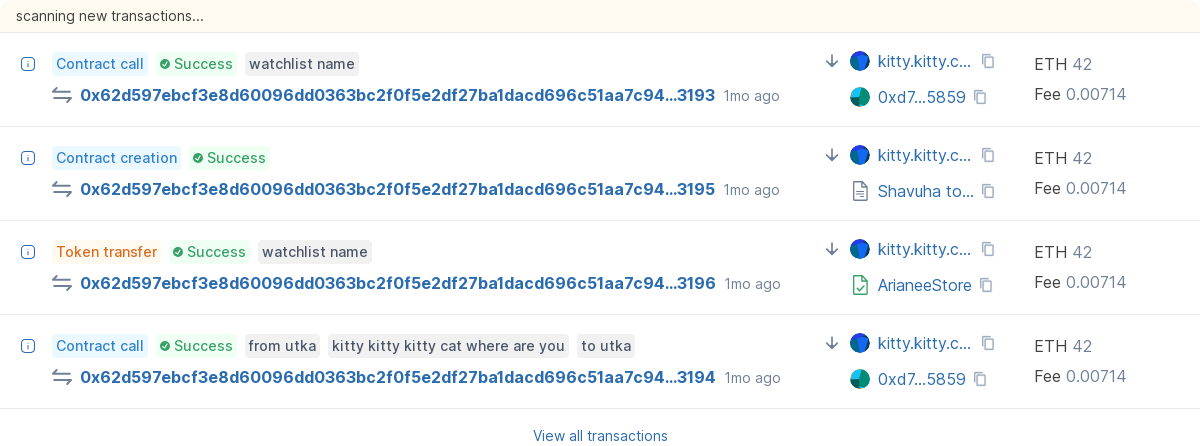 scanning new transactions...
Contract call Success watchlist name kitty.kitty.c... ETH 42
0x62d597ebcf3e8d60096dd0363bc2f0f5e2df27ba1dacd696c51aa7c94...3193 1mo ago 0xd7...5859 Fee 0.00714
Contract creation Success kitty.kitty.c... ETH 42
0x62d597ebcf3e8d60096dd0363bc2f0f5e2df27ba1dacd696c51aa7c94...3195 1mo ago Shavuha to... Fee 0.00714
Token transfer Success watchlist name kitty.kitty.c... ETH 42
0x62d597ebcf3e8d60096dd0363bc2f0f5e2df27ba1dacd696c51aa7c94...3196 1mo ago ArianeeStore Fee 0.00714
Contract call Success from utka kitty kitty kitty cat where are you to utka kitty.kitty.c... ETH 42
0x62d597ebcf3e8d60096dd0363bc2f0f5e2df27ba1dacd696c51aa7c94...3194 1mo ago 0xd7...5859 Fee 0.00714
View all transactions